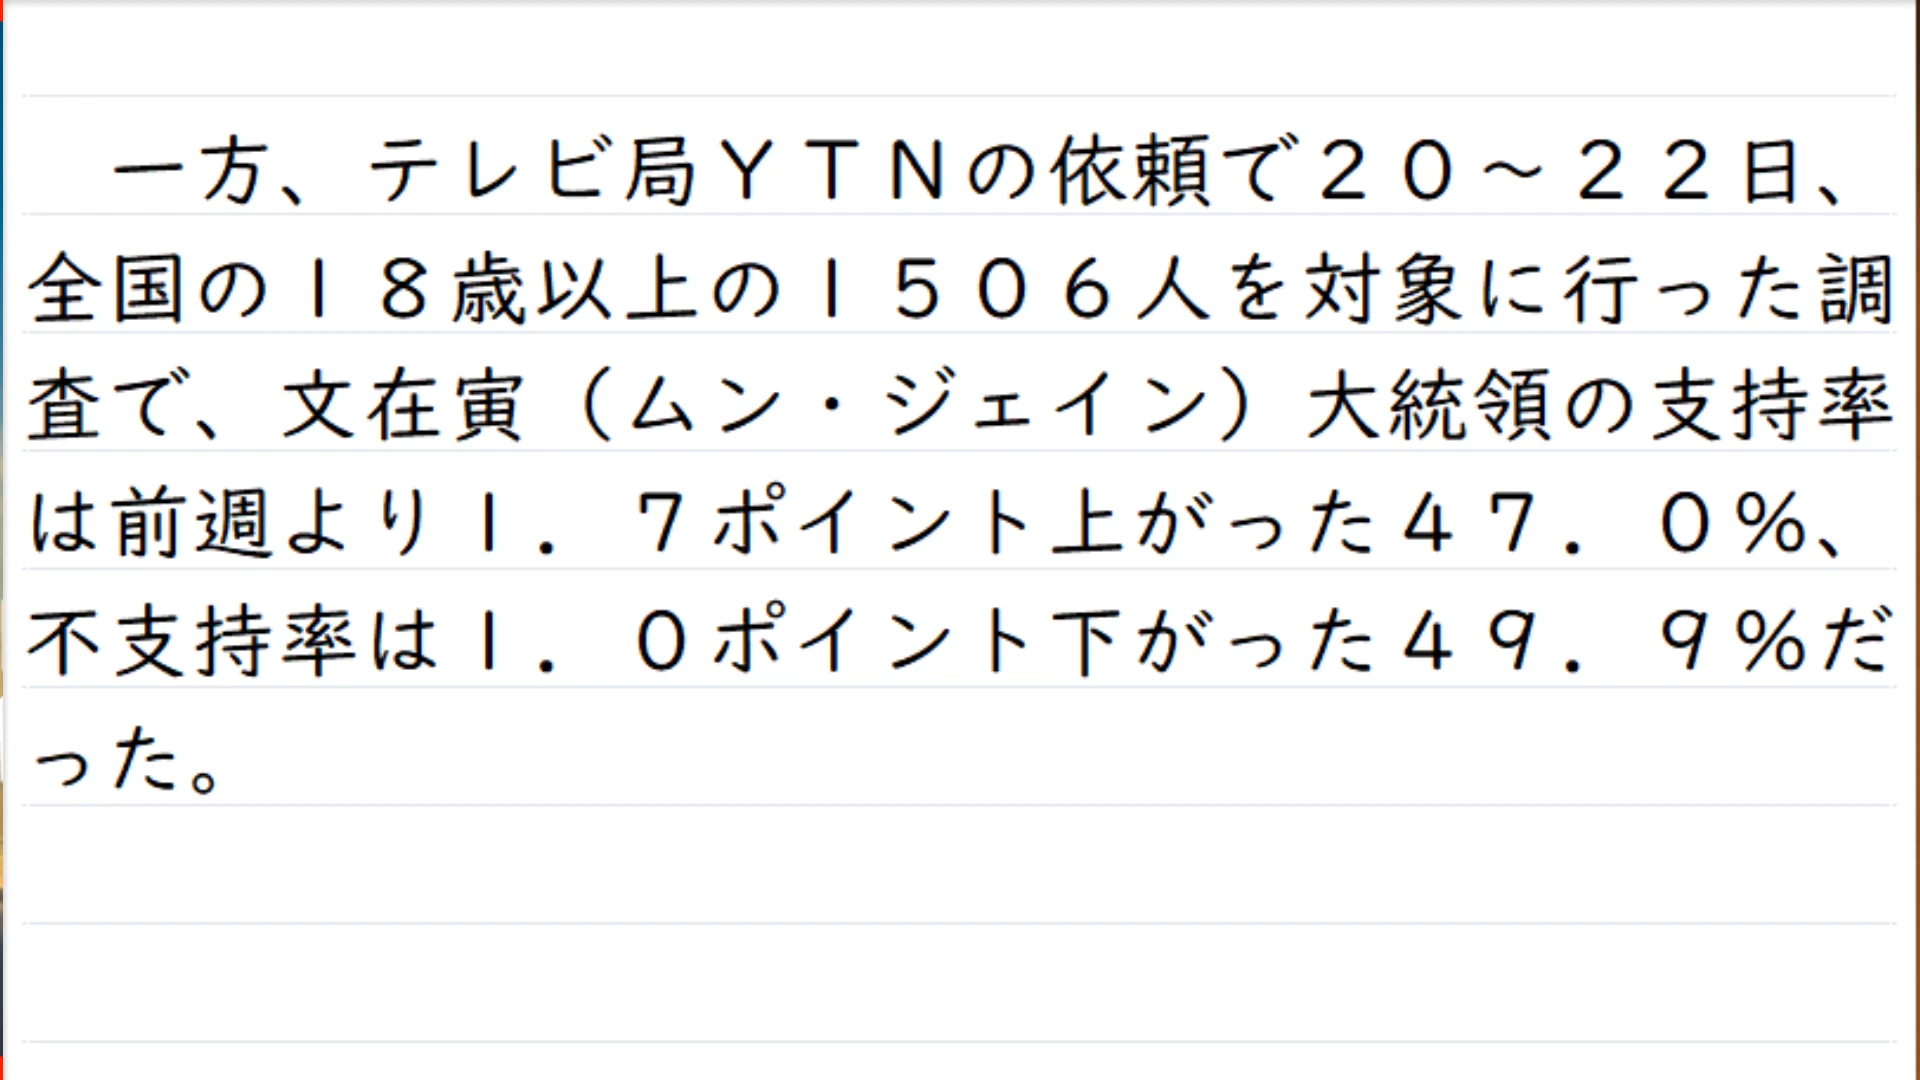 一方、テレビ局ＹＴＮの依頼で２０～２２日、
全国の１８歳以上の１５０６人を対象に行った調
査で、文在寅（ムン・ジェイン）大統領の支持率
は前週より１．７ポイント上がった４７．０％、
不支持率は１．０ポイント下がった４９．９％だ
った。